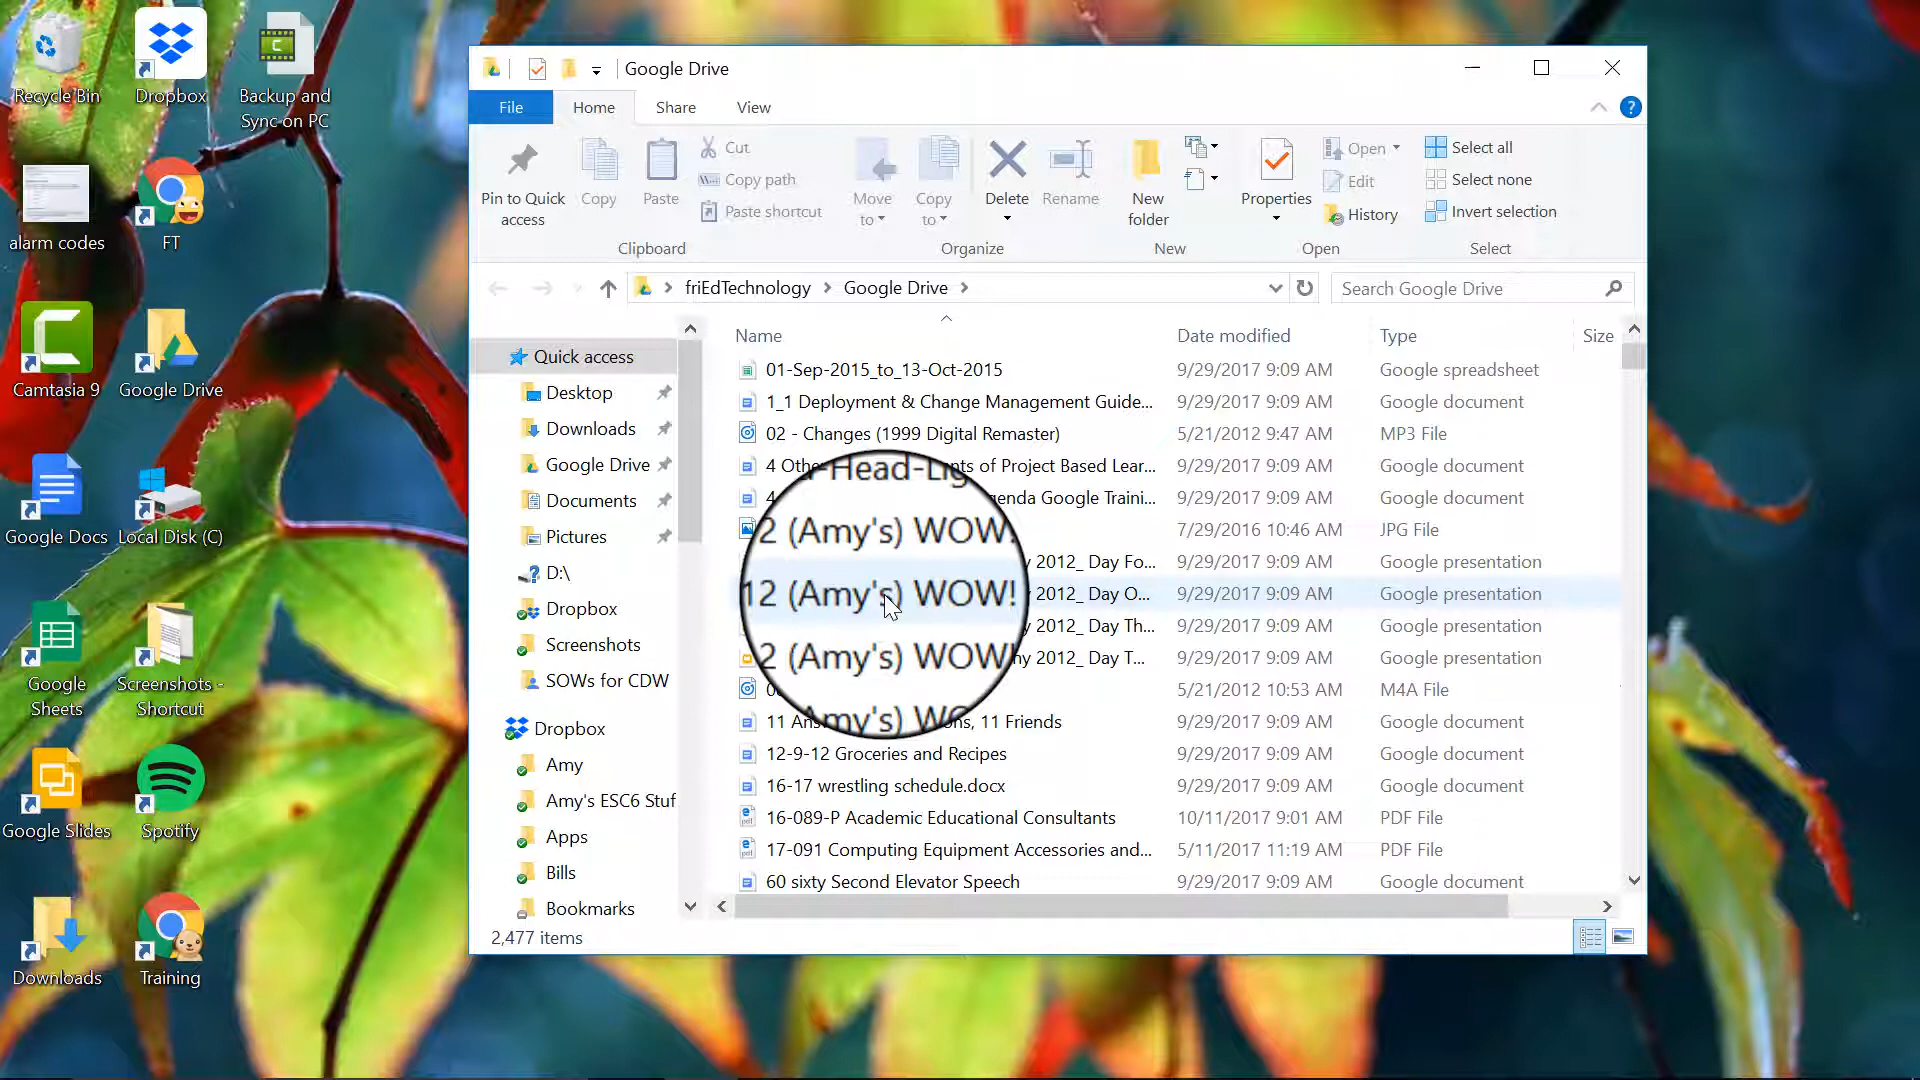 Recycle Bin
Dropbox
Backup and
Sync on PC
alarm codes
FT
Camtasia 9
Google Drive
Google Docs
Local Disk (C)
Google
Sheets
Screenshots -
Shortcut
Google Slides
Spotify
Downloads
Training
Google Drive
File
Home
Share
View
Pin to Quick
access
Copy
Paste
Cut
Copy path
Paste shortcut
Clipboard
Move
to
Copy
to
Delete
Rename
Organize
New
folder
New
Properties
Open
Edit
History
Open
Select all
Select none
Invert selection
Select
friEdTechnology
Google Drive
Search Google Drive
Quick access
Desktop
Downloads
Google Drive
Documents
Pictures
D:\
Dropbox
Screenshots
SOWs for CDW
Dropbox
Amy
Amy's ESC6 Stuf
Apps
Bills
Bookmarks
Name Date modified Type Size
01-Sep-2015_to_13-Oct-2015 9/29/2017 9:09 AM Google spreadsheet
1_1 Deployment & Change Management Guide... 9/29/2017 9:09 AM Google document
02 - Changes (1999 Digital Remaster) 5/21/2012 9:47 AM MP3 File
4 of Project Based Lear... 9/29/2017 9:09 AM Google document
4 Google Traini... 9/29/2017 9:09 AM Google document
2 (Amy's) WOW! 7/29/2016 10:46 AM JPG File
2012_ Day Fo... 9/29/2017 9:09 AM Google presentation
12 (Amy's) WOW! 2012_ Day O... 9/29/2017 9:09 AM Google presentation
2012_ Day Th... 9/29/2017 9:09 AM Google presentation
2 (Amy's) WOW! 2012_ Day T... 9/29/2017 9:09 AM Google presentation
5/21/2012 10:53 AM M4A File
11 11 Friends 9/29/2017 9:09 AM Google document
12-9-12 Groceries and Recipes 9/29/2017 9:09 AM Google document
16-17 wrestling schedule.docx 9/29/2017 9:09 AM Google document
16-089-P Academic Educational Consultants 10/11/2017 9:01 AM PDF File
17-091 Computing Equipment Accessories and... 5/11/2017 11:19 AM PDF File
60 sixty Second Elevator Speech 9/29/2017 9:09 AM Google document
2,477 items